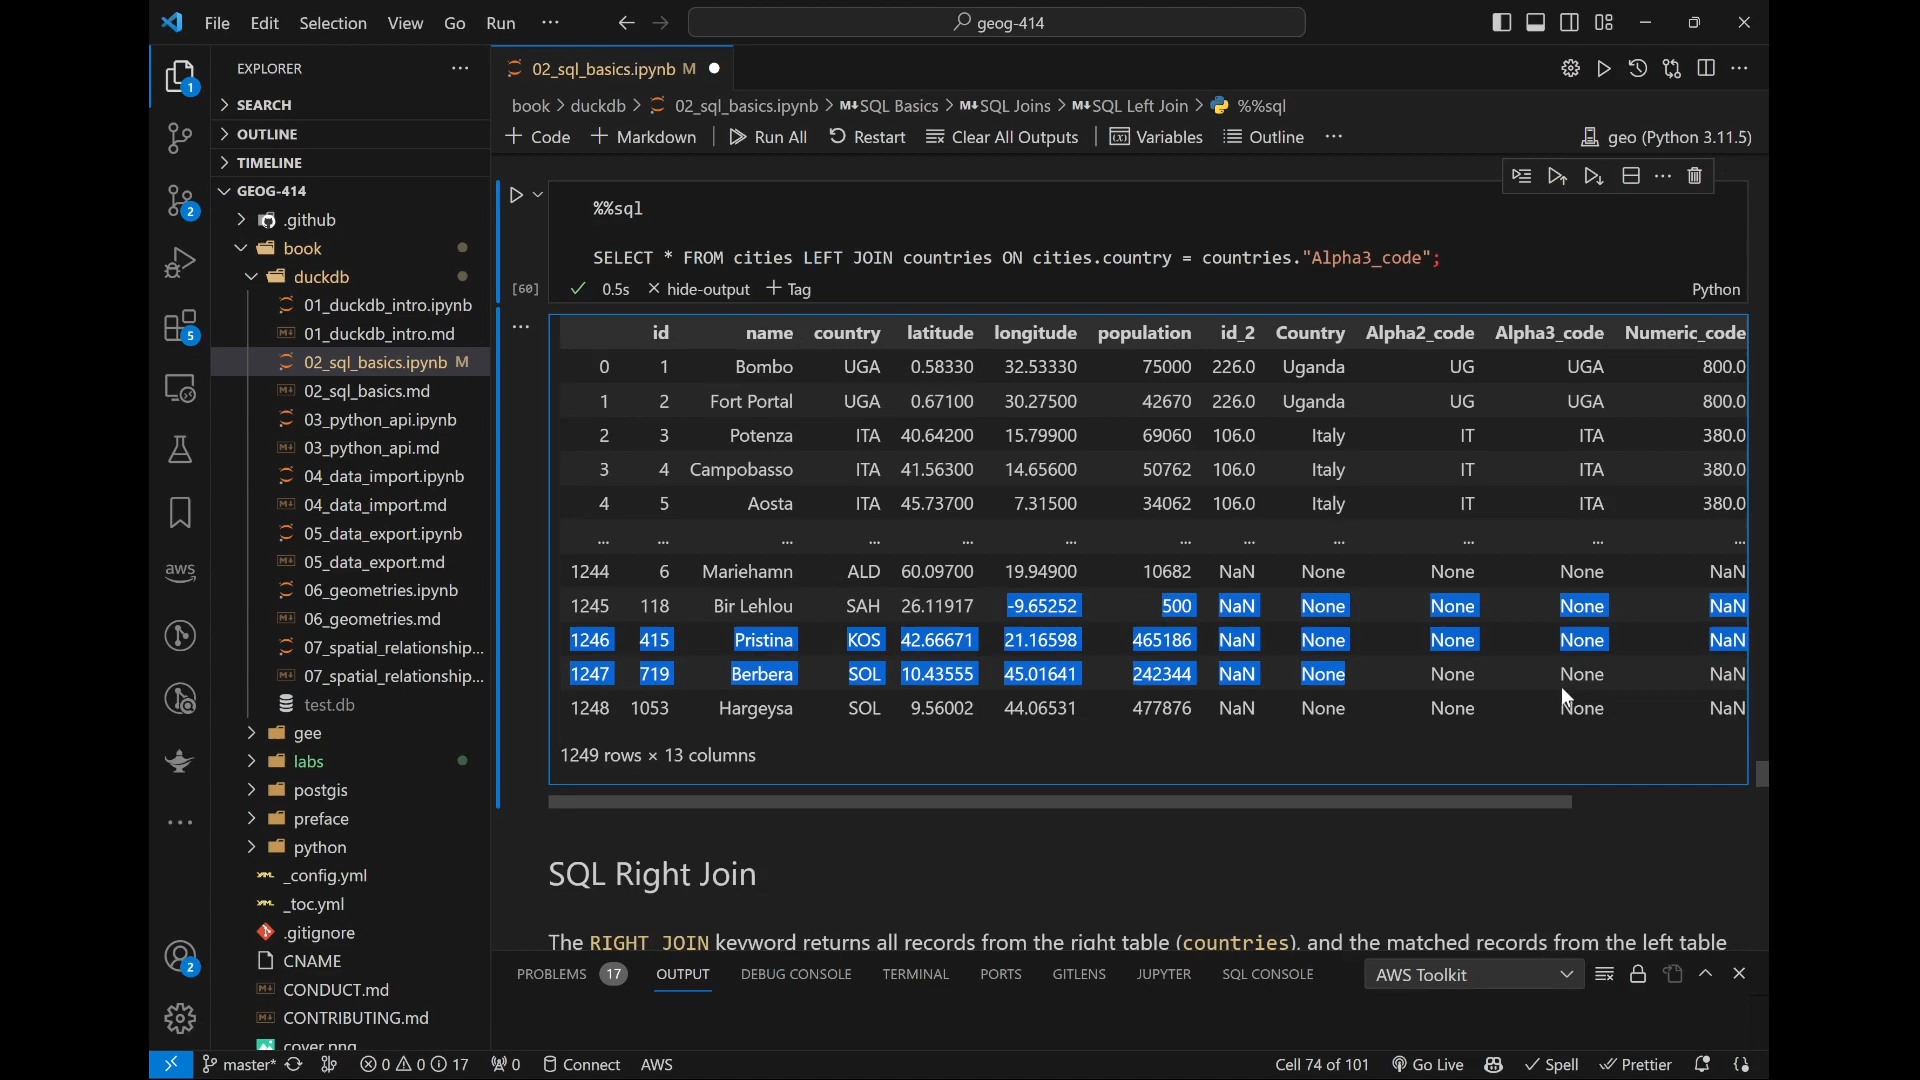 File Edit Selection View Go Run ... geog-414
EXPLORER ...
SEARCH
OUTLINE
TIMELINE
GEOG-414
.github
book
duckdb
01_duckdb_intro.ipynb
01_duckdb_intro.md
02_sql_basics.ipynb M
02_sql_basics.md
03_python_api.ipynb
03_python_api.md
04_data_import.ipynb
04_data_import.md
05_data_export.ipynb
05_data_export.md
06_geometries.ipynb
06_geometries.md
07_spatial_relationship...
07_spatial_relationship...
test.db
gee
labs
postgis
preface
python
_config.yml
_toc.yml
.gitignore
CNAME
CONDUCT.md
CONTRIBUTING.md
cover.png
1
2
5
aws
2
02_sql_basics.ipynb M
book > duckdb > 02_sql_basics.ipynb > M↓SQL Basics > M↓SQL Joins > M↓SQL Left Join > %%sql
+ Code + Markdown Run All Restart Clear All Outputs Variables Outline ... geo (Python 3.11.5)
%%sql
SELECT * FROM cities LEFT JOIN countries ON cities.country = countries."Alpha3_code";
[60] ✓ 0.5s × hide-output + Tag Python
id name country latitude longitude population id_2 Country Alpha2_code Alpha3_code Numeric_code
0 1 Bombo UGA 0.58330 32.53330 75000 226.0 Uganda UG UGA 800.0
1 2 Fort Portal UGA 0.67100 30.27500 42670 226.0 Uganda UG UGA 800.0
2 3 Potenza ITA 40.64200 15.79900 69060 106.0 Italy IT ITA 380.0
3 4 Campobasso ITA 41.56300 14.65600 50762 106.0 Italy IT ITA 380.0
4 5 Aosta ITA 45.73700 7.31500 34062 106.0 Italy IT ITA 380.0
... ... ... ... ... ... ... ... ... ... ... ...
1244 6 Mariehamn ALD 60.09700 19.94900 10682 NaN None None None NaN
1245 118 Bir Lehlou SAH 26.11917 -9.65252 500 NaN None None None NaN
1246 415 Pristina KOS 42.66671 21.16598 465186 NaN None None None NaN
1247 719 Berbera SOL 10.43555 45.01641 242344 NaN None None None NaN
1248 1053 Hargeysa SOL 9.56002 44.06531 477876 NaN None None None NaN
1249 rows × 13 columns
SQL Right Join
The RIGHT JOIN keyword returns all records from the right table (countries), and the matched records from the left table
PROBLEMS 17 OUTPUT DEBUG CONSOLE TERMINAL PORTS GITLENS JUPYTER SQL CONSOLE AWS Toolkit
master* 0 0 17 0 Connect AWS Cell 74 of 101 Go Live Spell Prettier